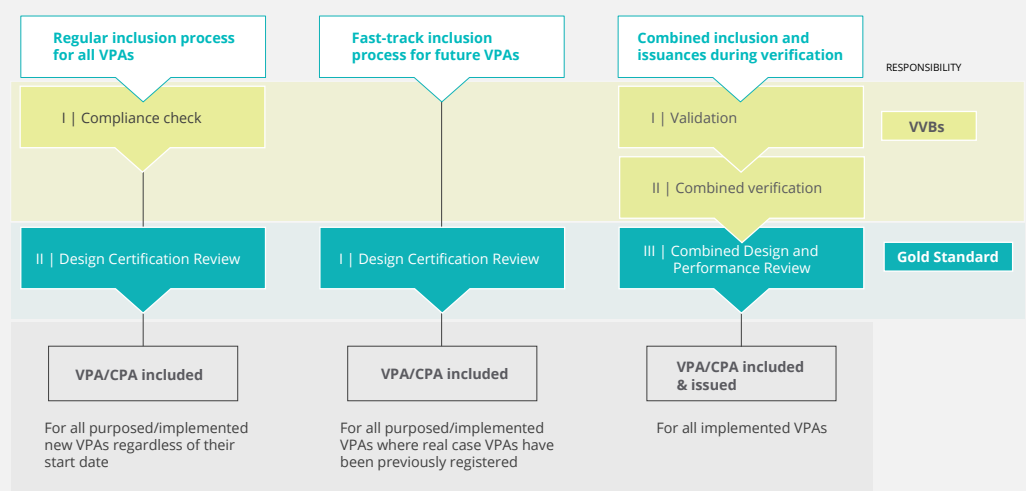 Regular inclusion process
for all VPAs
Fast-track inclusion
process for future VPAs
Combined inclusion and
issuances during verification
RESPONSIBILITY
I | Compliance check
I | Validation
VVBs
II | Combined verification
II | Design Certification Review
I | Design Certification Review
III | Combined Design and
Performance Review
Gold Standard
VPA/CPA included
VPA/CPA included
VPA/CPA included
& issued
For all purposed/implemented
new VPAs regardless of their
start date
For all purposed/implemented
VPAs where real case VPAs have
been previously registered
For all implemented VPAs